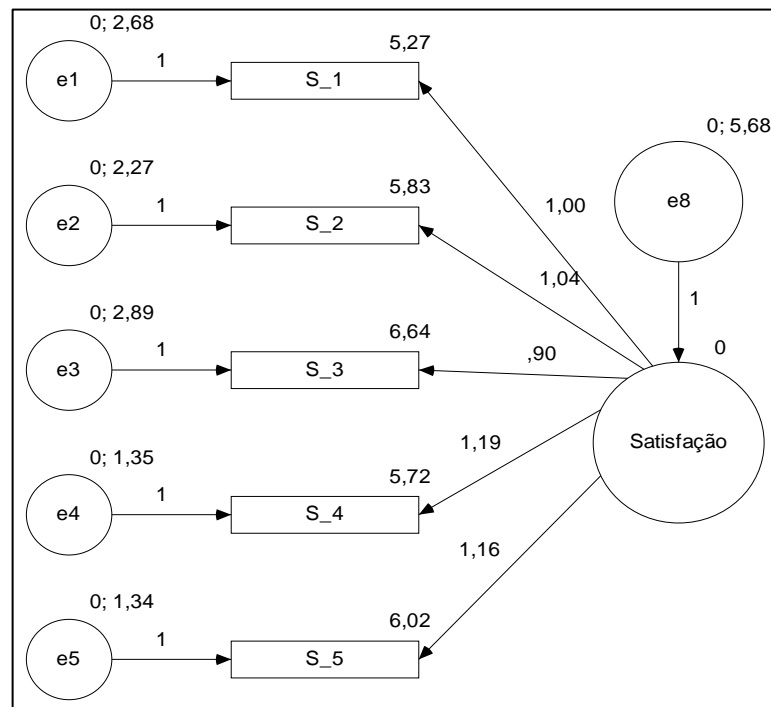 0; 2,68
e1
1
5,27
S_1
0; 5,68
e8
0; 2,27
e2
1
5,83
S_2
1,00
1,04
1
0; 2,89
e3
1
6,64
S_3
,90
0
Satisfação
0; 1,35
e4
1
5,72
S_4
1,19
1,16
0; 1,34
e5
1
6,02
S_5